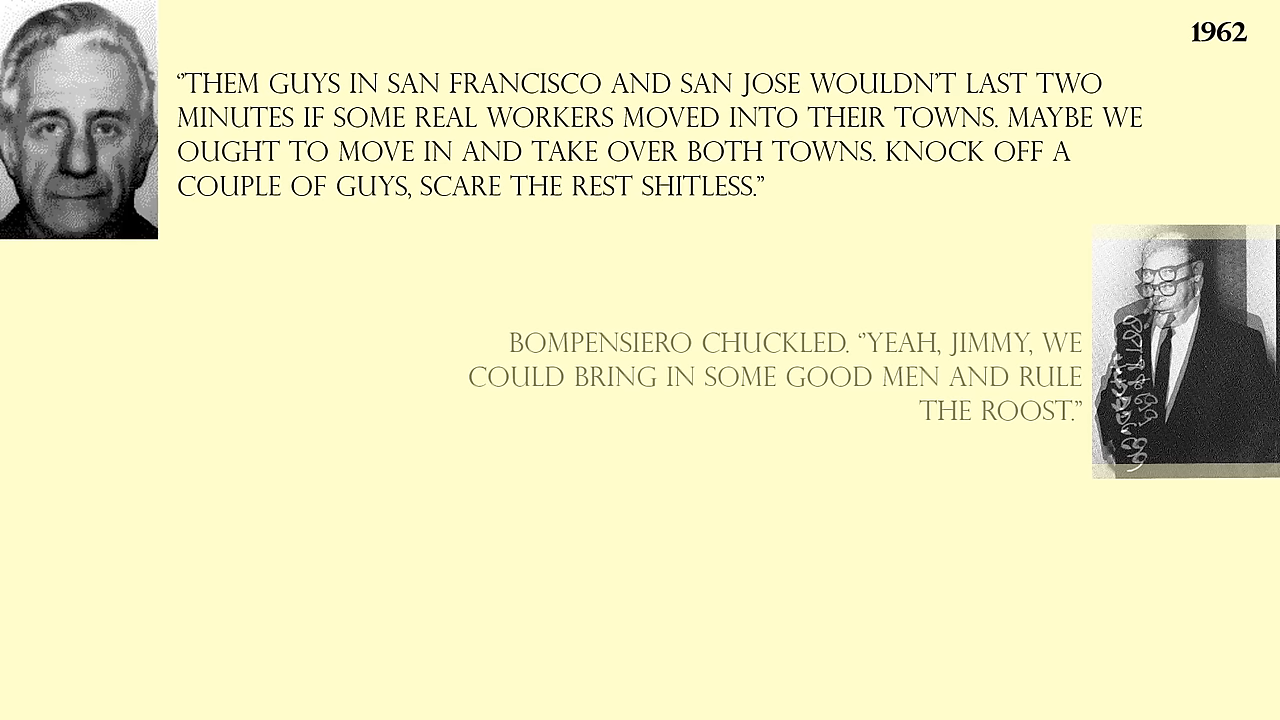 1962
“THEM GUYS IN SAN FRANCISCO AND SAN JOSE WOULDN’T LAST TWO
MINUTES IF SOME REAL WORKERS MOVED INTO THEIR TOWNS. MAYBE WE
OUGHT TO MOVE IN AND TAKE OVER BOTH TOWNS. KNOCK OFF A
COUPLE OF GUYS, SCARE THE REST SHITLESS.”
BOMPENSIERO CHUCKLED. “YEAH, JIMMY, WE
COULD BRING IN SOME GOOD MEN AND RULE
THE ROOST.”